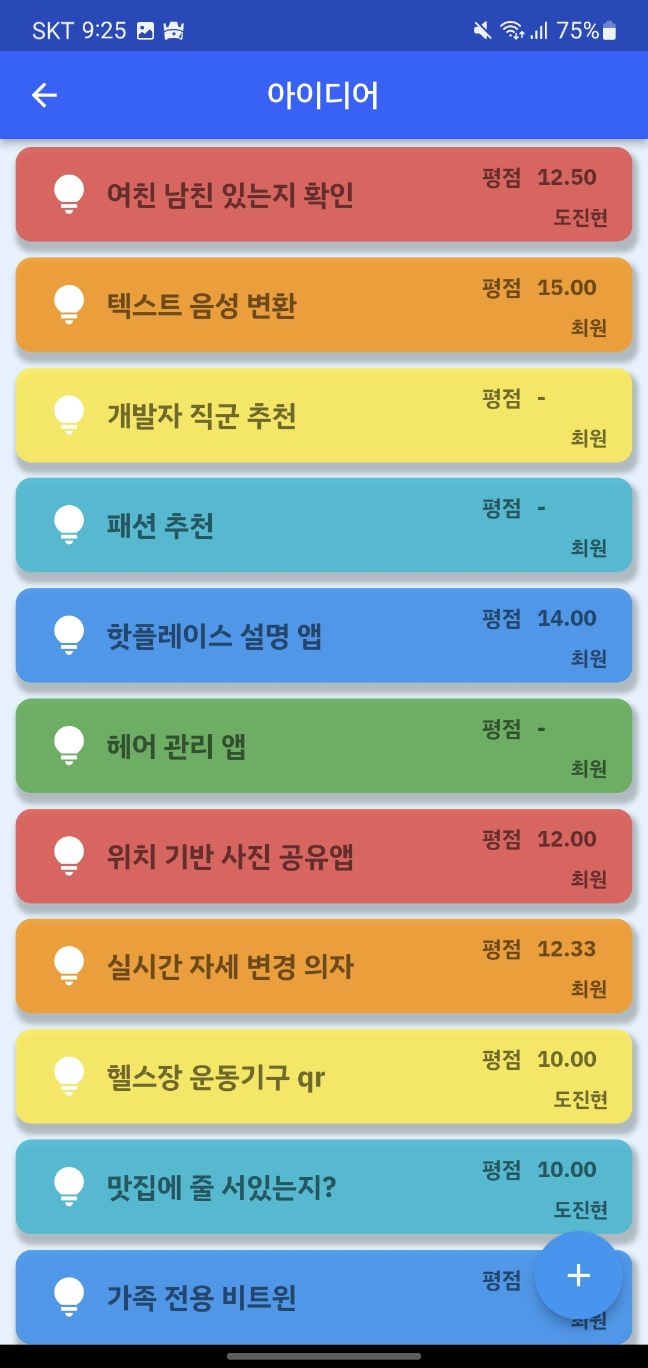 SKT 9:25 75%
아이디어
여친 남친 있는지 확인
평점 12.50
도진현
텍스트 음성 변환
평점 15.00
최원
개발자 직군 추천
평점 -
최원
패션 추천
평점 -
최원
핫플레이스 설명 앱
평점 14.00
최원
헤어 관리 앱
평점 -
최원
위치 기반 사진 공유앱
평점 12.00
최원
실시간 자세 변경 의자
평점 12.33
최원
헬스장 운동기구 qr
평점 10.00
도진현
맛집에 줄 서있는지?
평점 10.00
도진현
가족 전용 비트윈
평점
최원